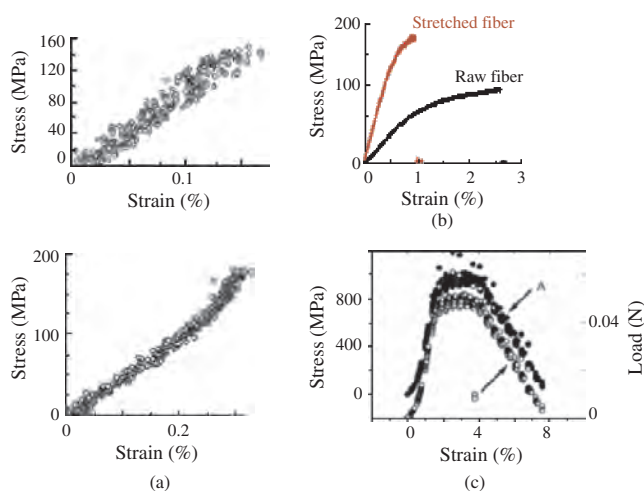 160
120
80
40
0
Stress (MPa)
0
0.1
Strain (%)
200
100
0
Stress (MPa)
Stretched fiber
Raw fiber
0
1
2
3
Strain (%)
(b)
200
100
0
Stress (MPa)
0
0.2
Strain (%)
(a)
800
400
0
Stress (MPa)
A
B
0.04
0
Load (N)
0
4
8
Strain (%)
(c)